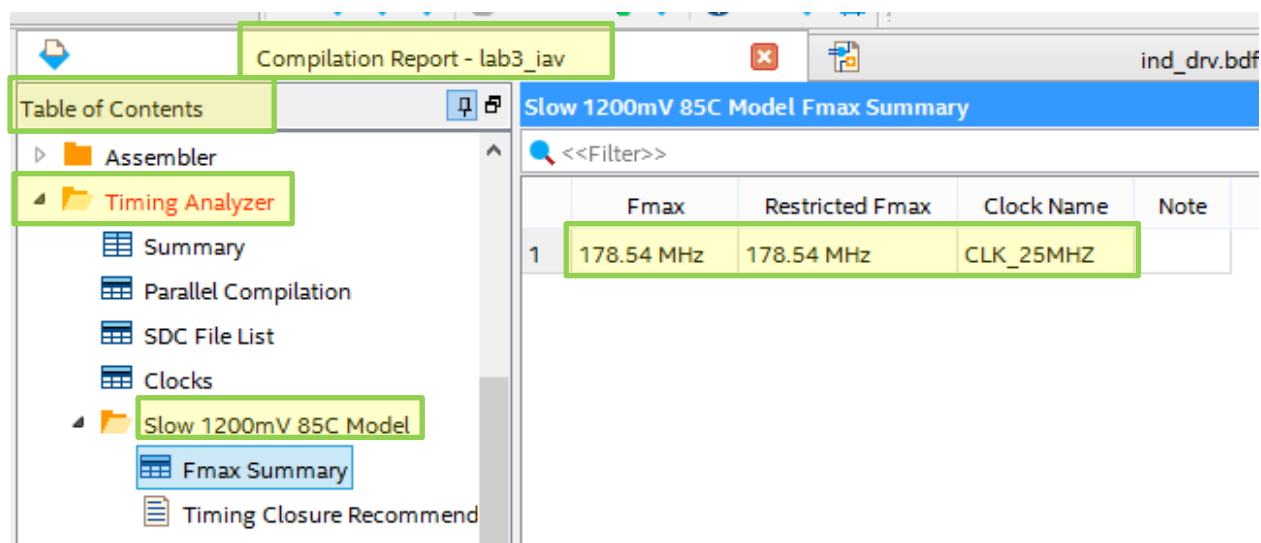 Compilation Report - lab3_iav
ind_drv.bdf
Table of Contents
Assembler
Timing Analyzer
Summary
Parallel Compilation
SDC File List
Clocks
Slow 1200mV 85C Model
Fmax Summary
Timing Closure Recommend
Slow 1200mV 85C Model Fmax Summary
<<Filter>>
Fmax Restricted Fmax Clock Name Note
1 178.54 MHz 178.54 MHz CLK_25MHZ